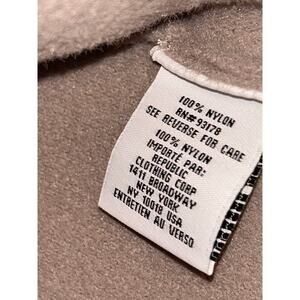 100% NYLON
RN#93178
SEE REVERSE FOR CARE
100% NYLON
IMPORTÉ PAR:
REPUBLIC
CLOTHING CORP
1411 BROADWAY
NEW YORK
NY 10018 USA
ENTRETIEN AU VERSO